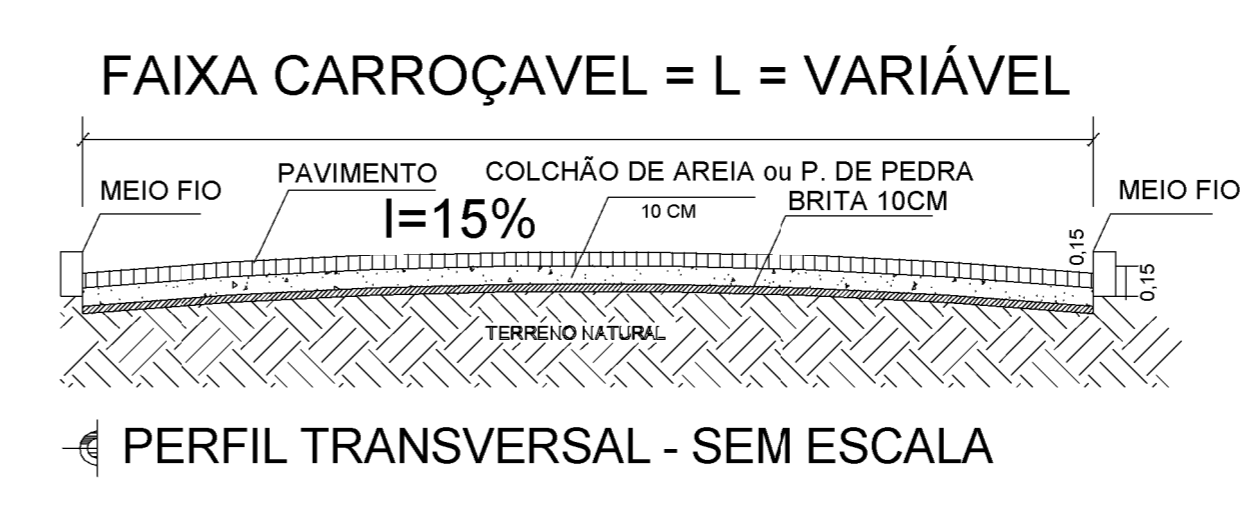 FAIXA CARROÇAVEL = L = VARIÁVEL
MEIO FIO
PAVIMENTO
I=15%
COLCHÃO DE AREIA ou P. DE PEDRA
10 CM
BRITA 10CM
MEIO FIO
0,15
0,15
TERRENO NATURAL
PERFIL TRANSVERSAL - SEM ESCALA